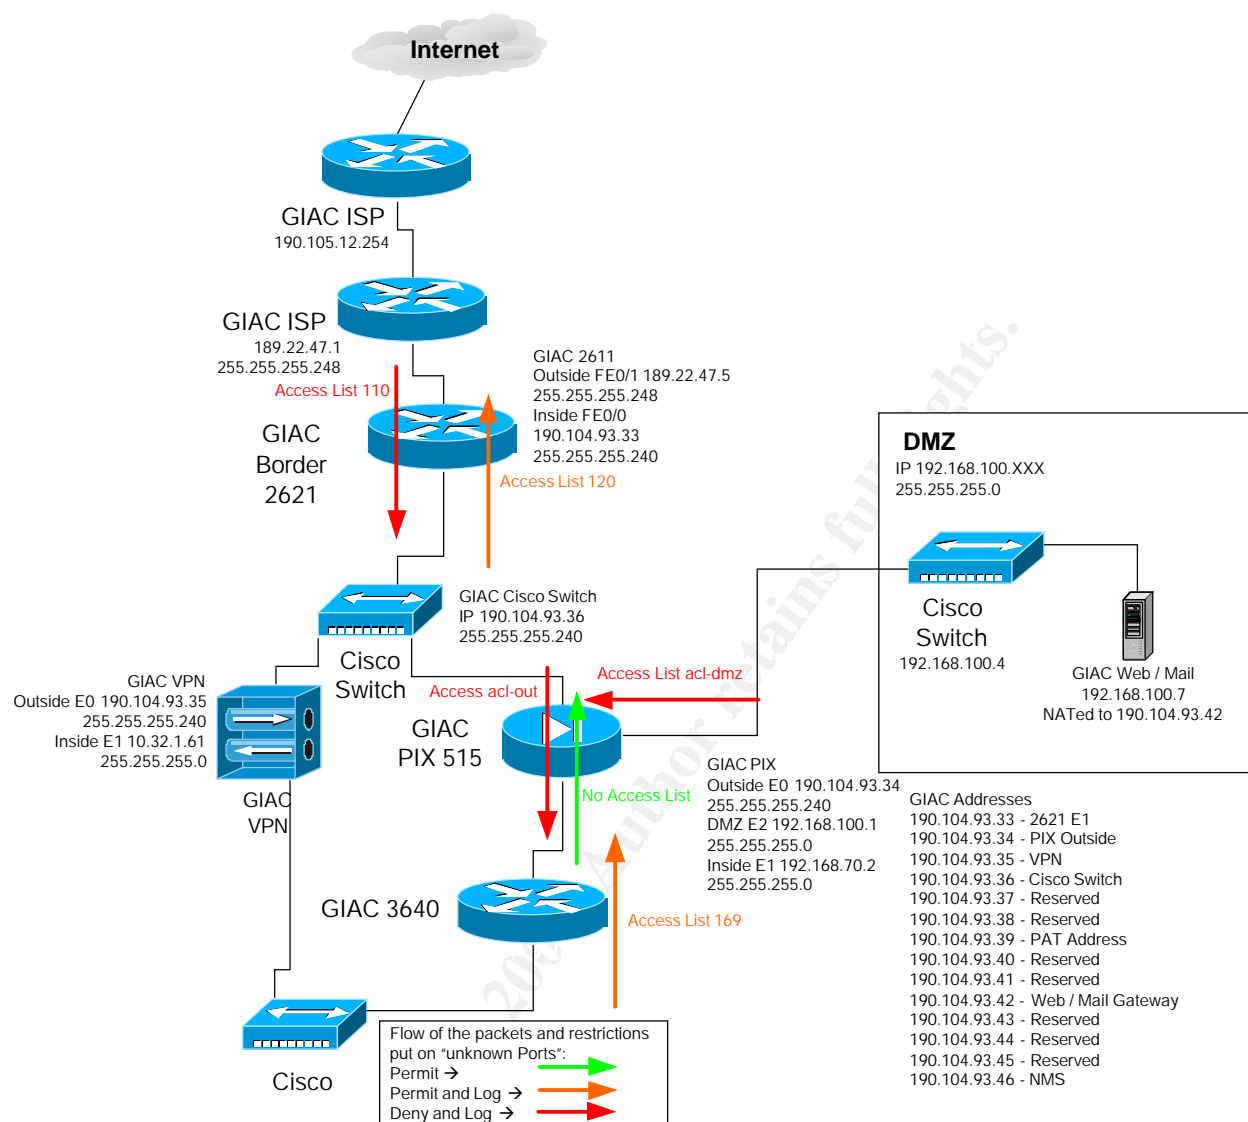 Internet
GIAC ISP
190.105.12.254
GIAC ISP
189.22.47.1
255.255.255.248
Access List 110
GIAC 2611
Outside FE0/1 189.22.47.5
255.255.255.248
Inside FE0/0
190.104.93.33
255.255.255.240
GIAC
Border
2621
Access List 120
DMZ
IP 192.168.100.XXX
255.255.255.0
Cisco
Switch
192.168.100.4
GIAC Web / Mail
192.168.100.7
NATed to 190.104.93.42
GIAC Cisco Switch
IP 190.104.93.36
255.255.255.240
Cisco
Switch
GIAC VPN
Outside E0 190.104.93.35
255.255.255.240
Inside E1 10.32.1.61
255.255.255.0
GIAC
VPN
Access acl-out
Access List acl-dmz
GIAC
PIX 515
No Access List
GIAC PIX
Outside E0 190.104.93.34
255.255.255.240
DMZ E2 192.168.100.1
255.255.255.0
Inside E1 192.168.70.2
255.255.255.0
GIAC 3640
Access List 169
GIAC Addresses
190.104.93.33 - 2621 E1
190.104.93.34 - PIX Outside
190.104.93.35 - VPN
190.104.93.36 - Cisco Switch
190.104.93.37 - Reserved
190.104.93.38 - Reserved
190.104.93.39 - PAT Address
190.104.93.40 - Reserved
190.104.93.41 - Reserved
190.104.93.42 - Web / Mail Gateway
190.104.93.43 - Reserved
190.104.93.44 - Reserved
190.104.93.45 - Reserved
190.104.93.46 - NMS
Cisco
Flow of the packets and restrictions
put on "unknown Ports":
Permit →
Permit and Log →
Deny and Log →
Author retains full rights.